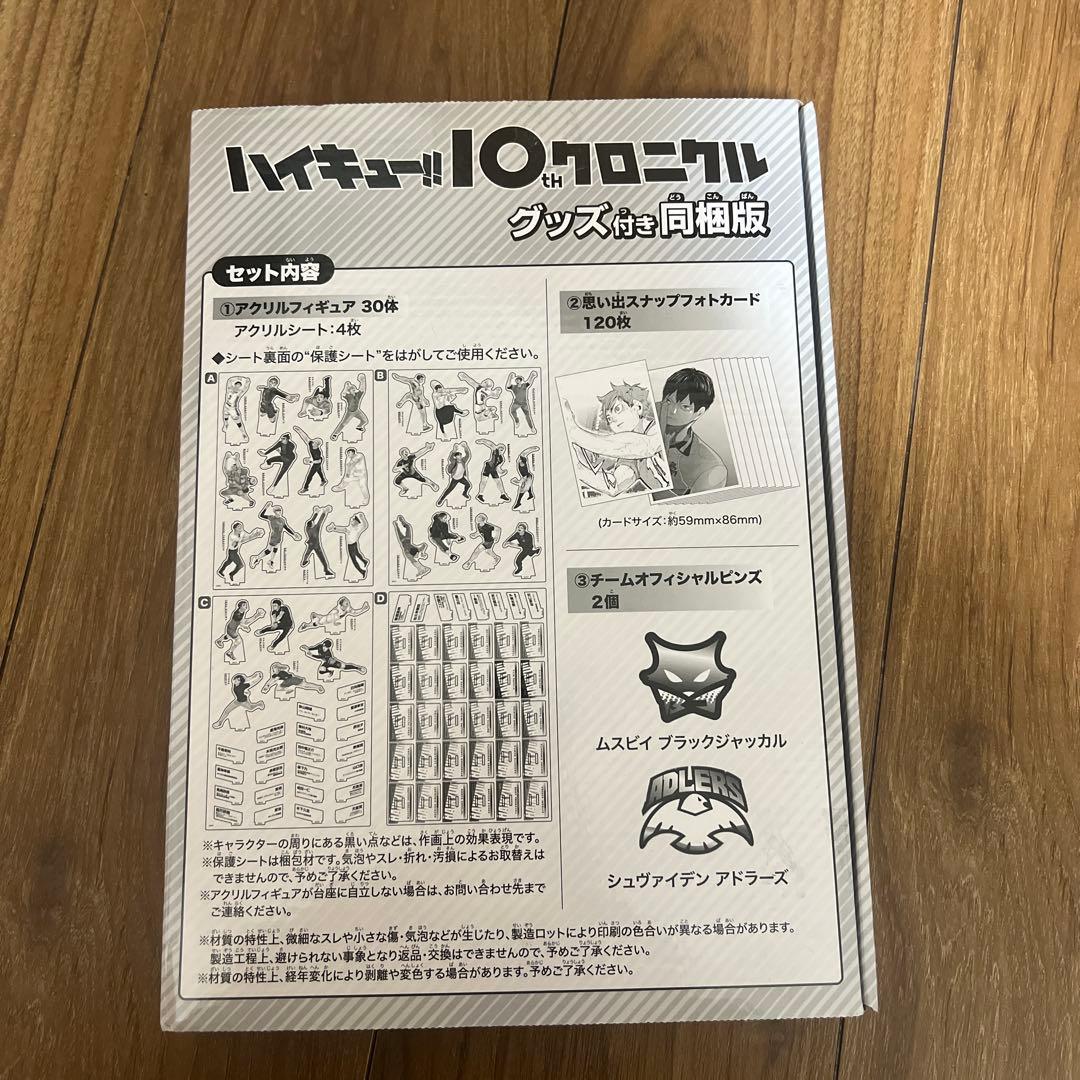 ハイキュー!! 10th クロニクル
グッズ付き同梱版
セット内容
①アクリルフィギュア 30体
アクリルシート:4枚
◆シート裏面の“保護シート”をはがしてご使用ください。
A
B
C
D
②思い出スナップフォトカード
120枚
(カードサイズ:約59mm×86mm)
③チームオフィシャルピンズ
2個
ムスビイ ブラックジャッカル
ADLERS
シュヴァイデン アドラーズ
※キャラクターの周りにある黒い点などは、作画上の効果表現です。
※保護シートは梱包材です。気泡やスレ・折れ・汚損によるお取替えは
できませんので、予めご了承ください。
※アクリルフィギュアが台座に自立しない場合は、お問い合わせ先まで
ご連絡ください。
※材質の特性上、微細なスレや小さな傷・気泡などが生じたり、製造ロットにより印刷の色合いが異なる場合があります。
製造工程上、避けられない事象となり返品・交換はできませんので、予めご了承ください。
※材質の特性上、経年変化により剥離や変色する場合があります。予めご了承ください。